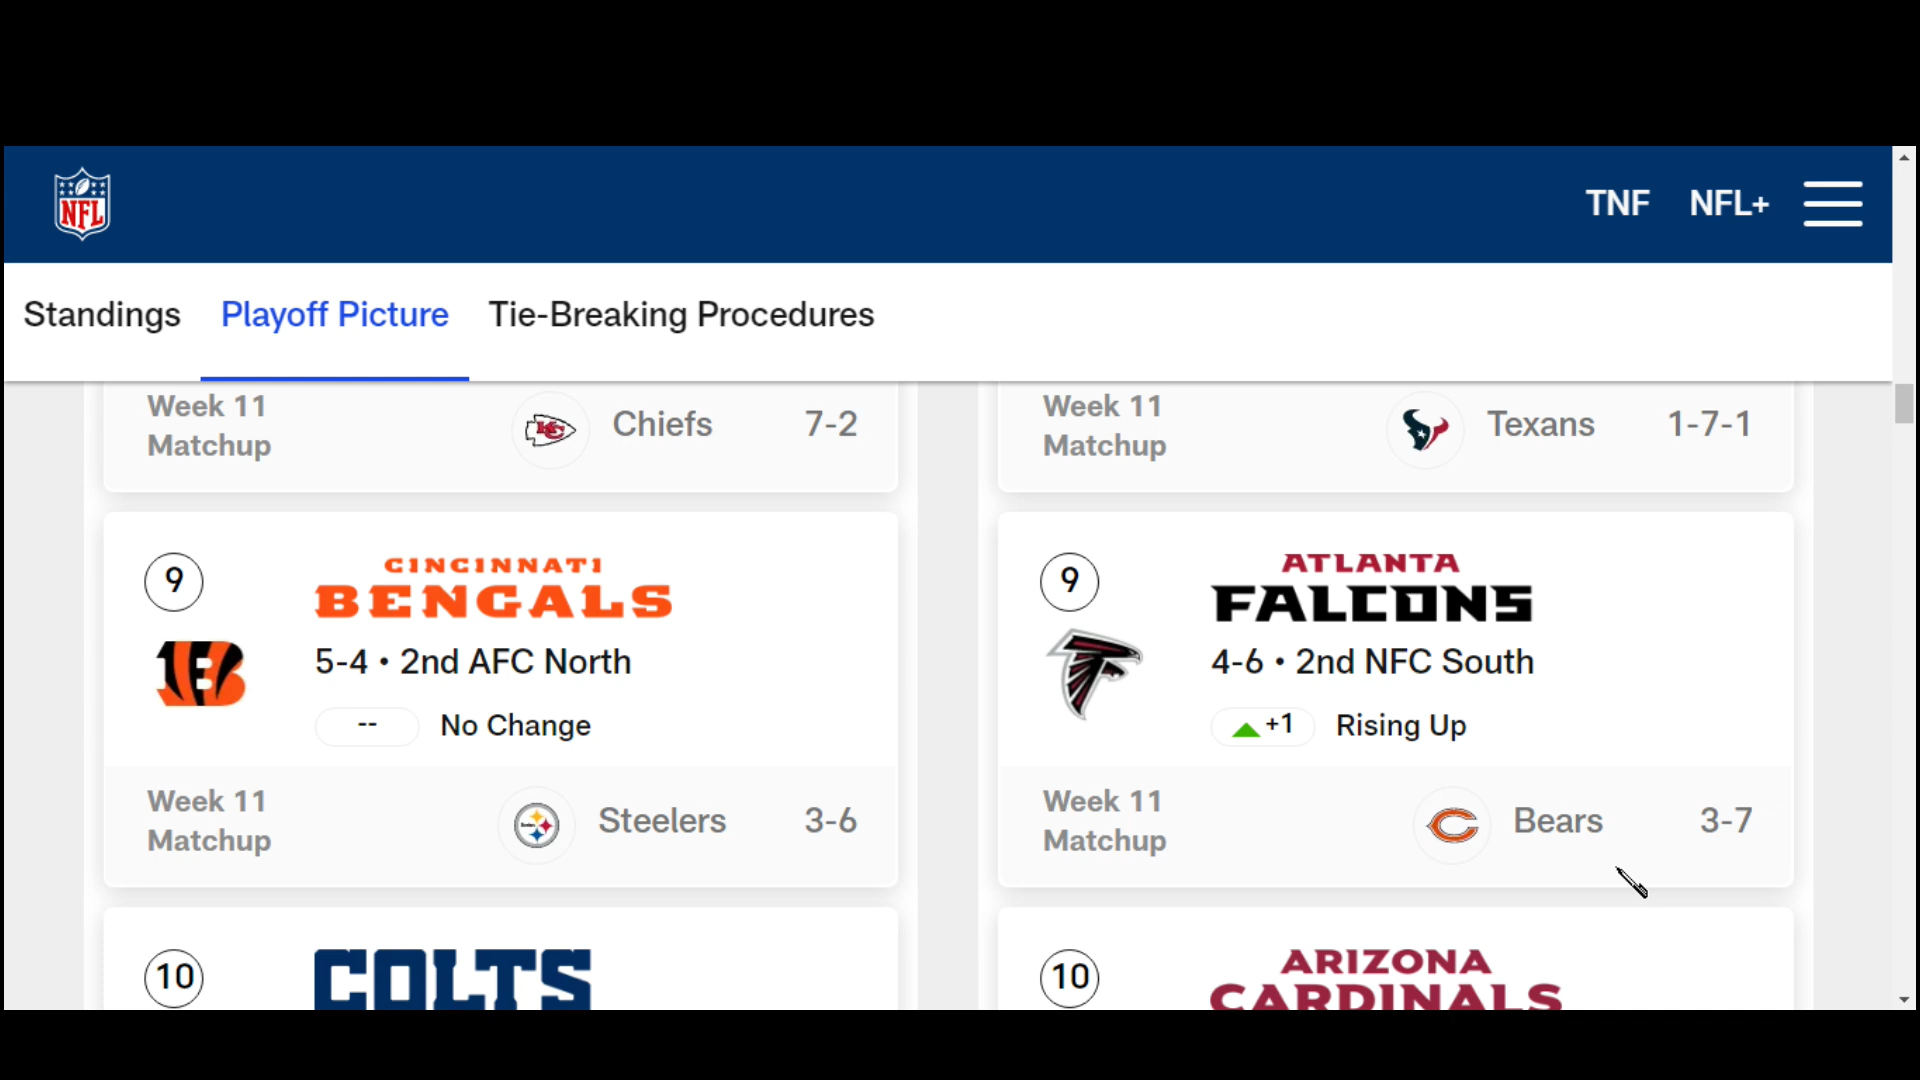 NFL
TNF NFL+
Standings Playoff Picture Tie-Breaking Procedures
Week 11
Matchup
Chiefs 7-2
Week 11
Matchup
Texans 1-7-1
9
CINCINNATI
BENGALS
5-4 • 2nd AFC North
-- No Change
Week 11
Matchup
Steelers 3-6
9
ATLANTA
FALCONS
4-6 • 2nd NFC South
+1 Rising Up
Week 11
Matchup
Bears 3-7
10
COLTS
10
ARIZONA
CARDINALS